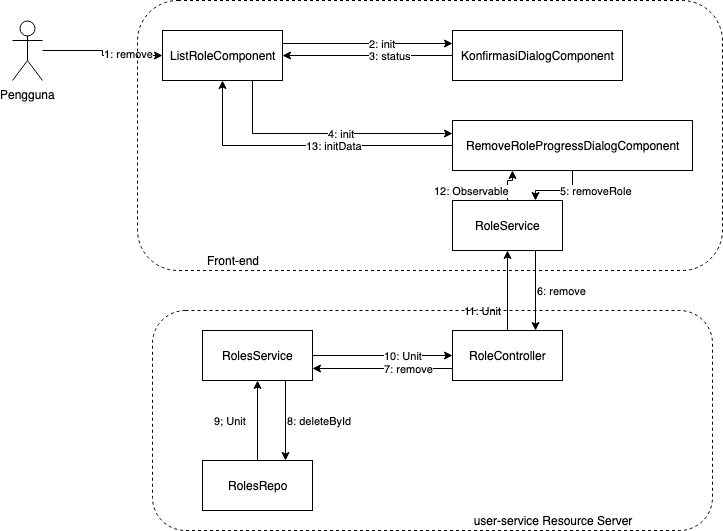 Pengguna
1: remove
ListRoleComponent
2: init
3: status
KonfirmasiDialogComponent
4: init
13: initData
RemoveRoleProgressDialogComponent
12: Observable
5: removeRole
RoleService
Front-end
6: remove
11: Unit
RolesService
10: Unit
7: remove
RoleController
9; Unit
8: deleteById
RolesRepo
user-service Resource Server